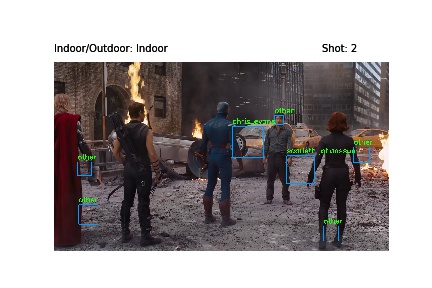 Indoor/Outdoor: Indoor
Shot: 2
other
chris_evans
other
scarlett_johansson
other
other
other